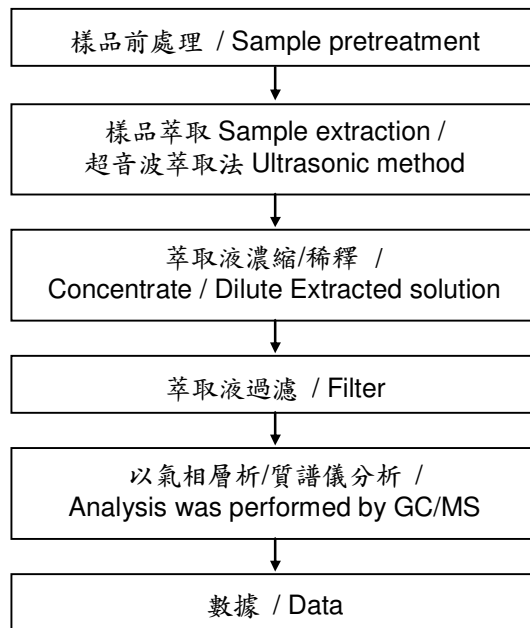 樣品前處理 / Sample pretreatment
樣品萃取 Sample extraction /
超音波萃取法 Ultrasonic method
萃取液濃縮/稀釋 /
Concentrate / Dilute Extracted solution
萃取液過濾 / Filter
以氣相層析/質譜儀分析 /
Analysis was performed by GC/MS
數據 / Data